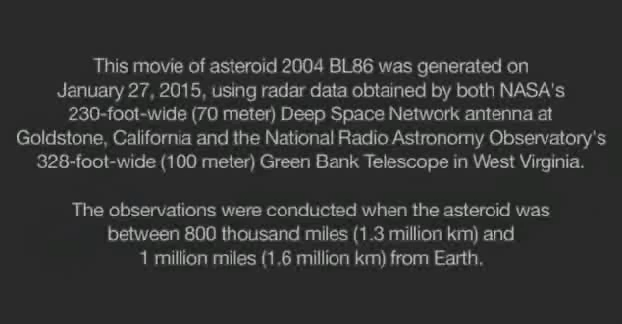 This movie of asteroid 2004 BL86 was generated on
January 27, 2015, using radar data obtained by both NASA's
230-foot-wide (70 meter) Deep Space Network antenna at
Goldstone, California and the National Radio Astronomy Observatory's
328-foot-wide (100 meter) Green Bank Telescope in West Virginia.
The observations were conducted when the asteroid was
between 800 thousand miles (1.3 million km) and
1 million miles (1.6 million km) from Earth.